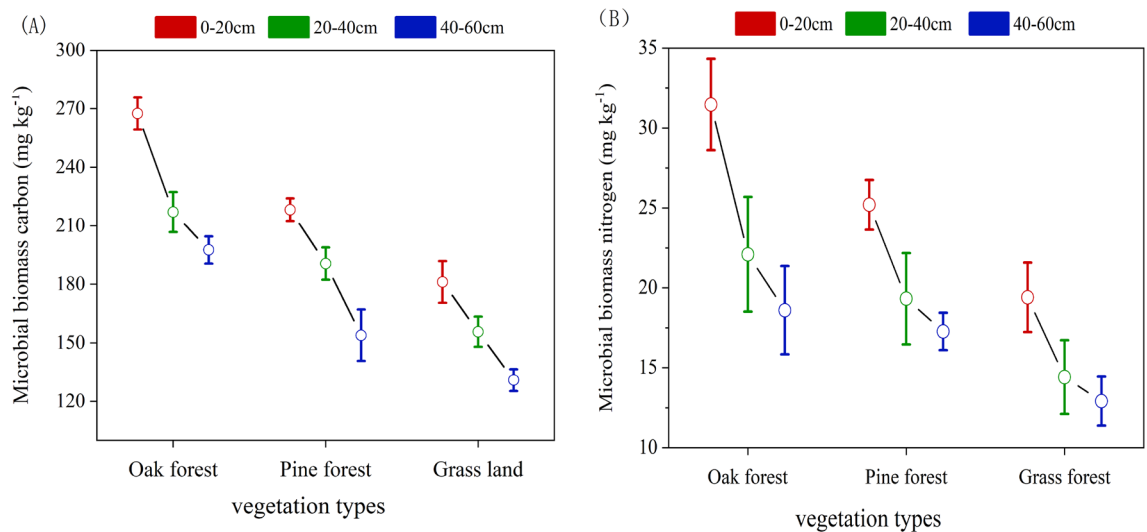 (A)
0-20cm 20-40cm 40-60cm
Microbial biomass carbon (mg kg⁻¹)
300
270
240
210
180
150
120
Oak forest Pine forest Grass land
vegetation types
(B)
0-20cm 20-40cm 40-60cm
Microbial biomass nitrogen (mg kg⁻¹)
35
30
25
20
15
10
Oak forest Pine forest Grass forest
vegetation types